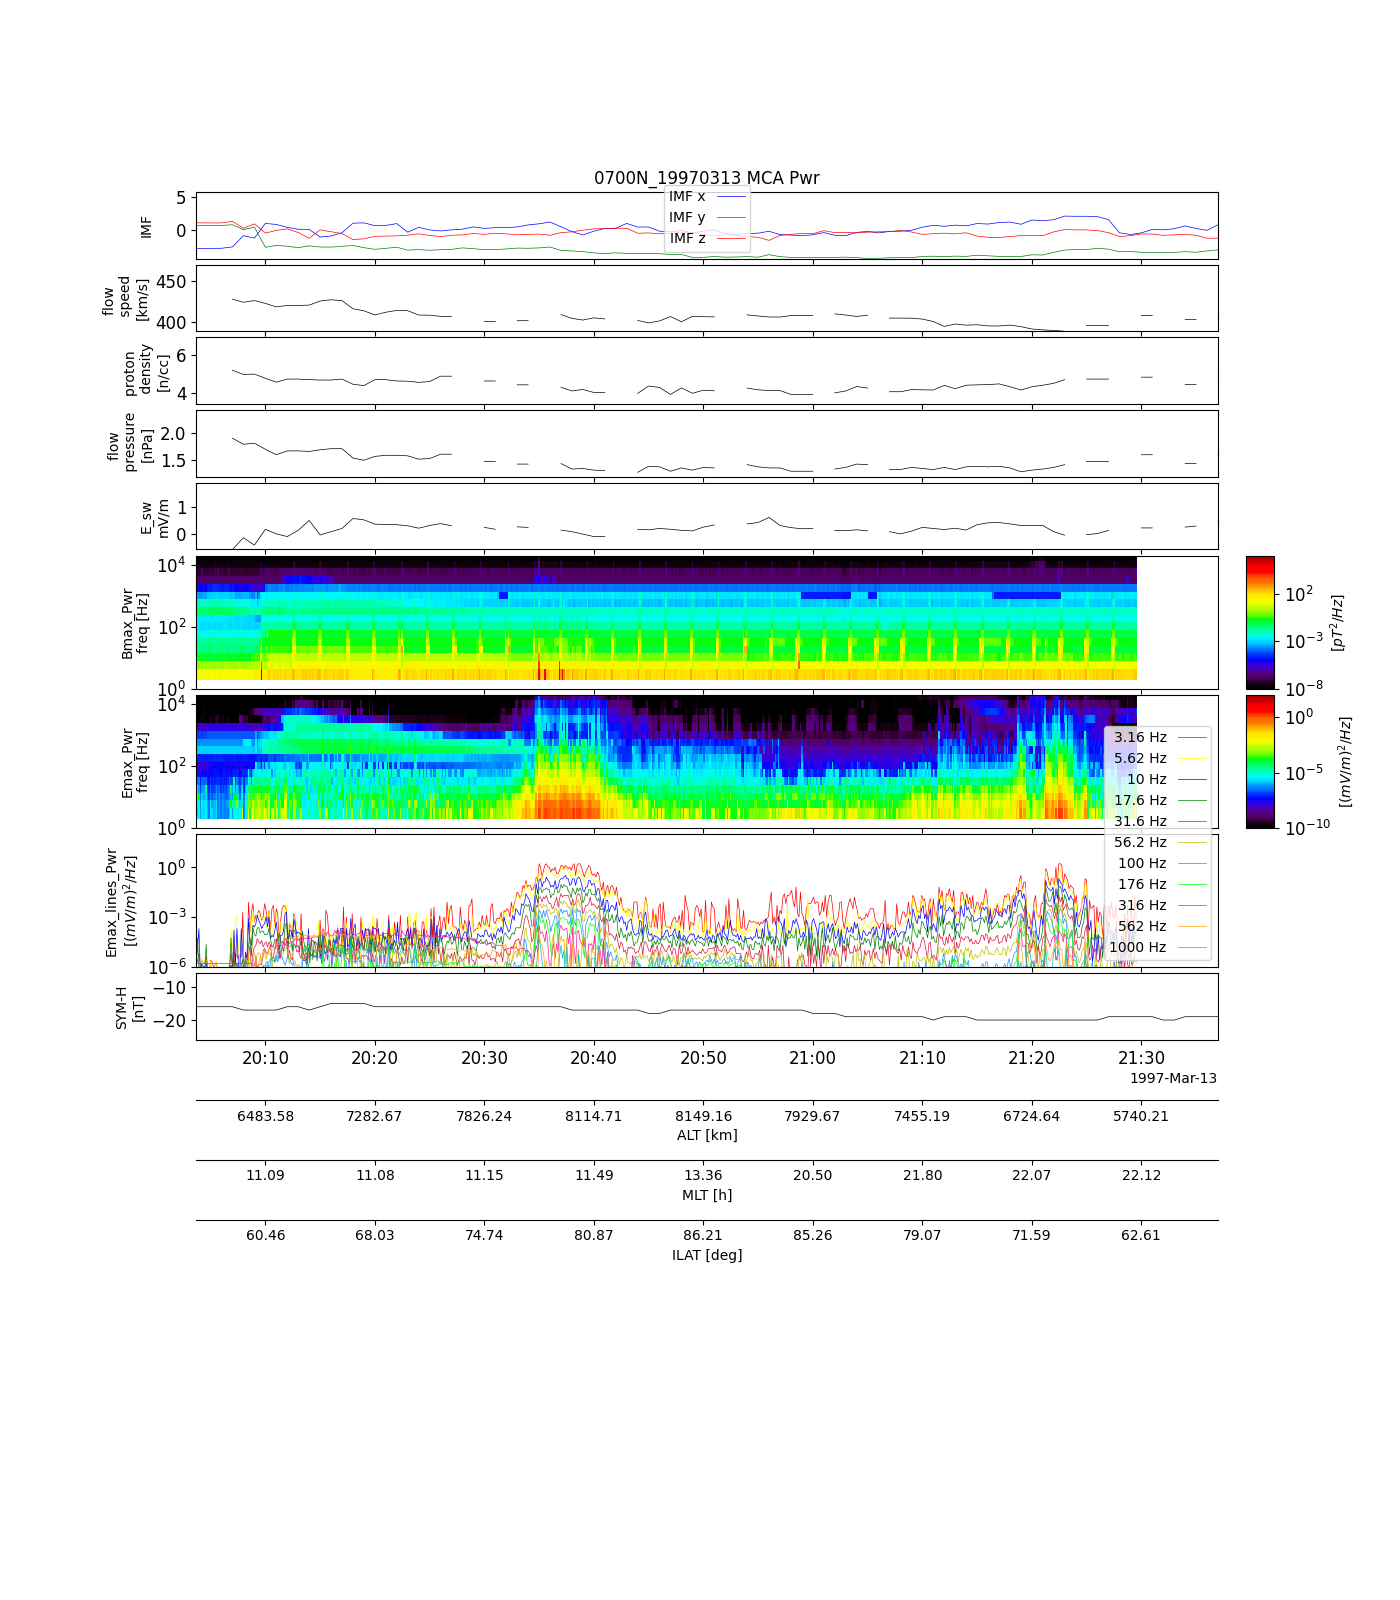 0700N_19970313 MCA Pwr
5
0
IMF
IMF x
IMF y
IMF z
450
400
flow
speed
[km/s]
6
4
proton
density
[n/cc]
2.0
1.5
flow
pressure
[nPa]
1
0
E_sw
mV/m
10^4
10^2
10^0
Bmax_Pwr
freq [Hz]
10^2
10^-3
10^-8
[pT^2/Hz]
10^4
10^2
10^0
Emax_Pwr
freq [Hz]
10^0
10^-5
10^-10
[(mV/m)^2/Hz]
3.16 Hz
5.62 Hz
10 Hz
17.6 Hz
31.6 Hz
56.2 Hz
100 Hz
176 Hz
316 Hz
562 Hz
1000 Hz
10^0
10^-3
10^-6
Emax_lines_Pwr
[(mV/m)^2/Hz]
−10
−20
SYM-H
[nT]
20:10 20:20 20:30 20:40 20:50 21:00 21:10 21:20 21:30
1997-Mar-13
6483.58 7282.67 7826.24 8114.71 8149.16 7929.67 7455.19 6724.64 5740.21
ALT [km]
11.09 11.08 11.15 11.49 13.36 20.50 21.80 22.07 22.12
MLT [h]
60.46 68.03 74.74 80.87 86.21 85.26 79.07 71.59 62.61
ILAT [deg]